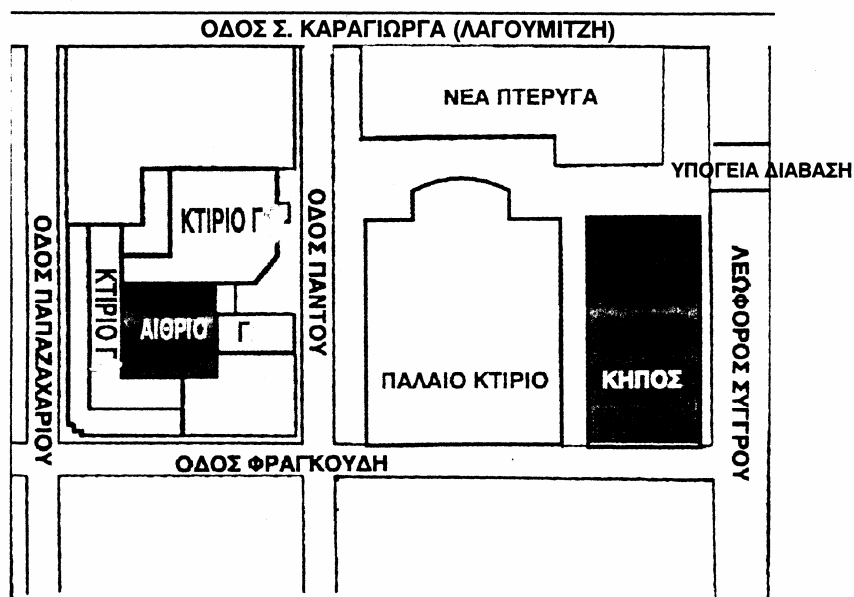 ΟΔΟΣ Σ. ΚΑΡΑΓΙΩΡΓΑ (ΛΑΓΟΥΜΙΤΖΗ)
ΝΕΑ ΠΤΕΡΥΓΑ
ΥΠΟΓΕΙΑ ΔΙΑΒΑΣΗ
ΟΔΟΣ ΠΑΠΑΖΑΧΑΡΙΟΥ
ΚΤΙΡΙΟ Γ
ΚΤΙΡΙΟ Γ
ΑΙΘΡΙΟ
Γ
ΟΔΟΣ ΠΑΝΤΟΥ
ΠΑΛΑΙΟ ΚΤΙΡΙΟ
ΚΗΠΟΣ
ΛΕΩΦΟΡΟΣ ΣΥΓΓΡΟΥ
ΟΔΟΣ ΦΡΑΓΚΟΥΔΗ